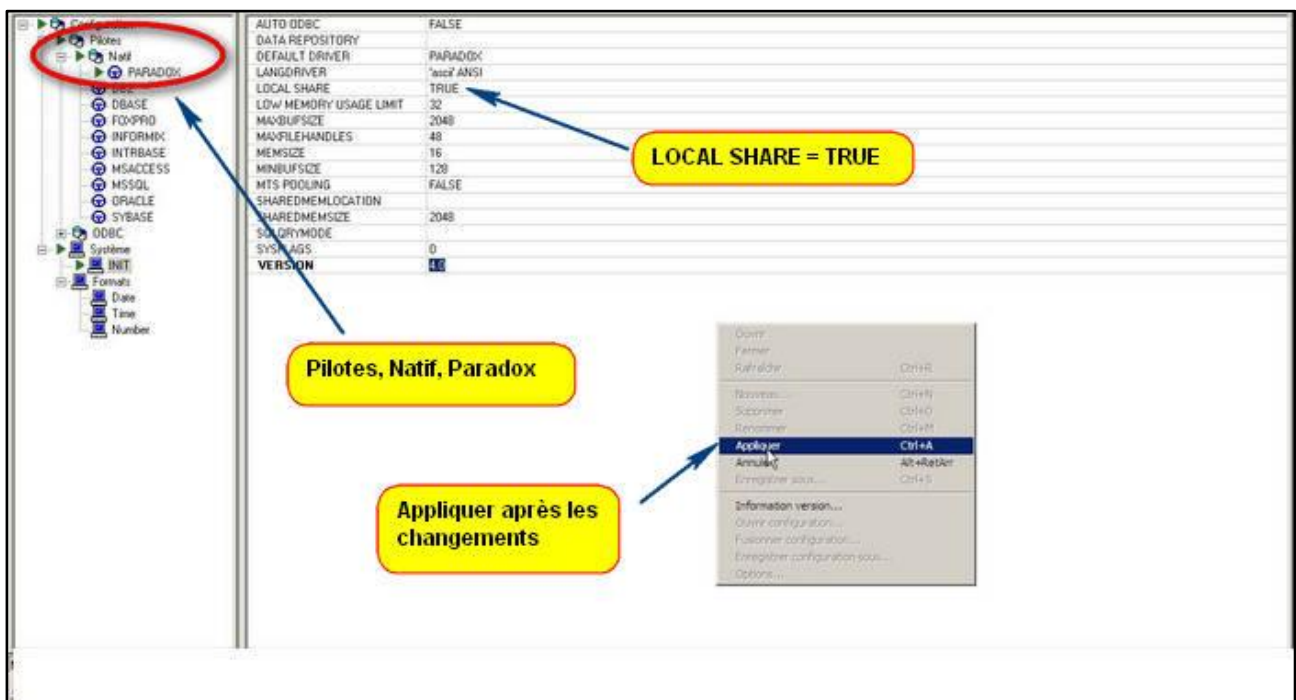 Configuration
Pilotes
Natif
PARADOX
DB2
DBASE
FOXPRO
INFORMIX
INTRBASE
MSACCESS
MSSQL
ORACLE
SYBASE
ODBC
Système
INIT
Formats
Date
Time
Number
AUTO ODBC FALSE
DATA REPOSITORY
DEFAULT DRIVER PARADOX
LANGDRIVER 'ascii' ANSI
LOCAL SHARE TRUE
LOW MEMORY USAGE LIMIT 32
MAXBUFSIZE 2048
MAXFILEHANDLES 48
MEMSIZE 16
MINBUFSIZE 128
MTS POOLING FALSE
SHAREDMEMLOCATION
SHAREDMEMSIZE 2048
SQLQRYMODE
SYSFLAGS 0
VERSION 4.0
LOCAL SHARE = TRUE
Pilotes, Natif, Paradox
Appliquer après les
changements
Ouvrir
Fermer
Rafraîchir Ctrl+R
Nouveau... Ctrl+N
Supprimer Ctrl+D
Renommer Ctrl+M
Appliquer Ctrl+A
Annuler Alt+RetArr
Enregistrer sous... Ctrl+S
Information version...
Ouvrir configuration...
Fusionner configuration...
Enregistrer configuration sous...
Options...